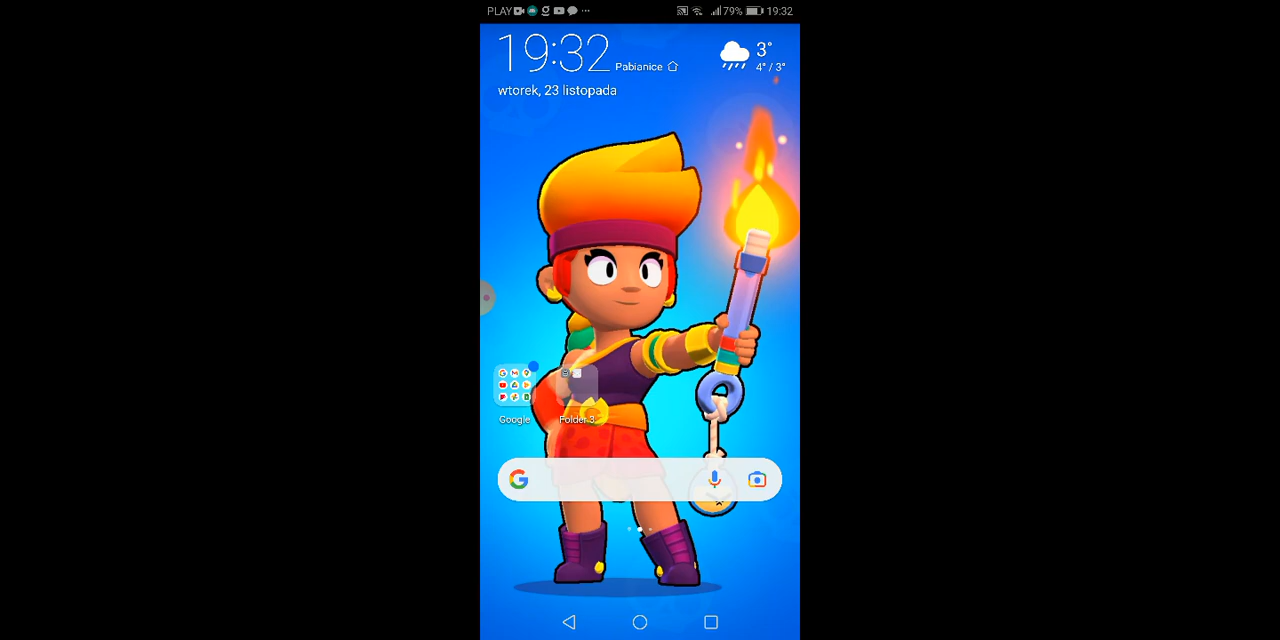 PLAY 79% 19:32
19:32 Pabianice 3°
4° / 3°
wtorek, 23 listopada
Google Folder 3